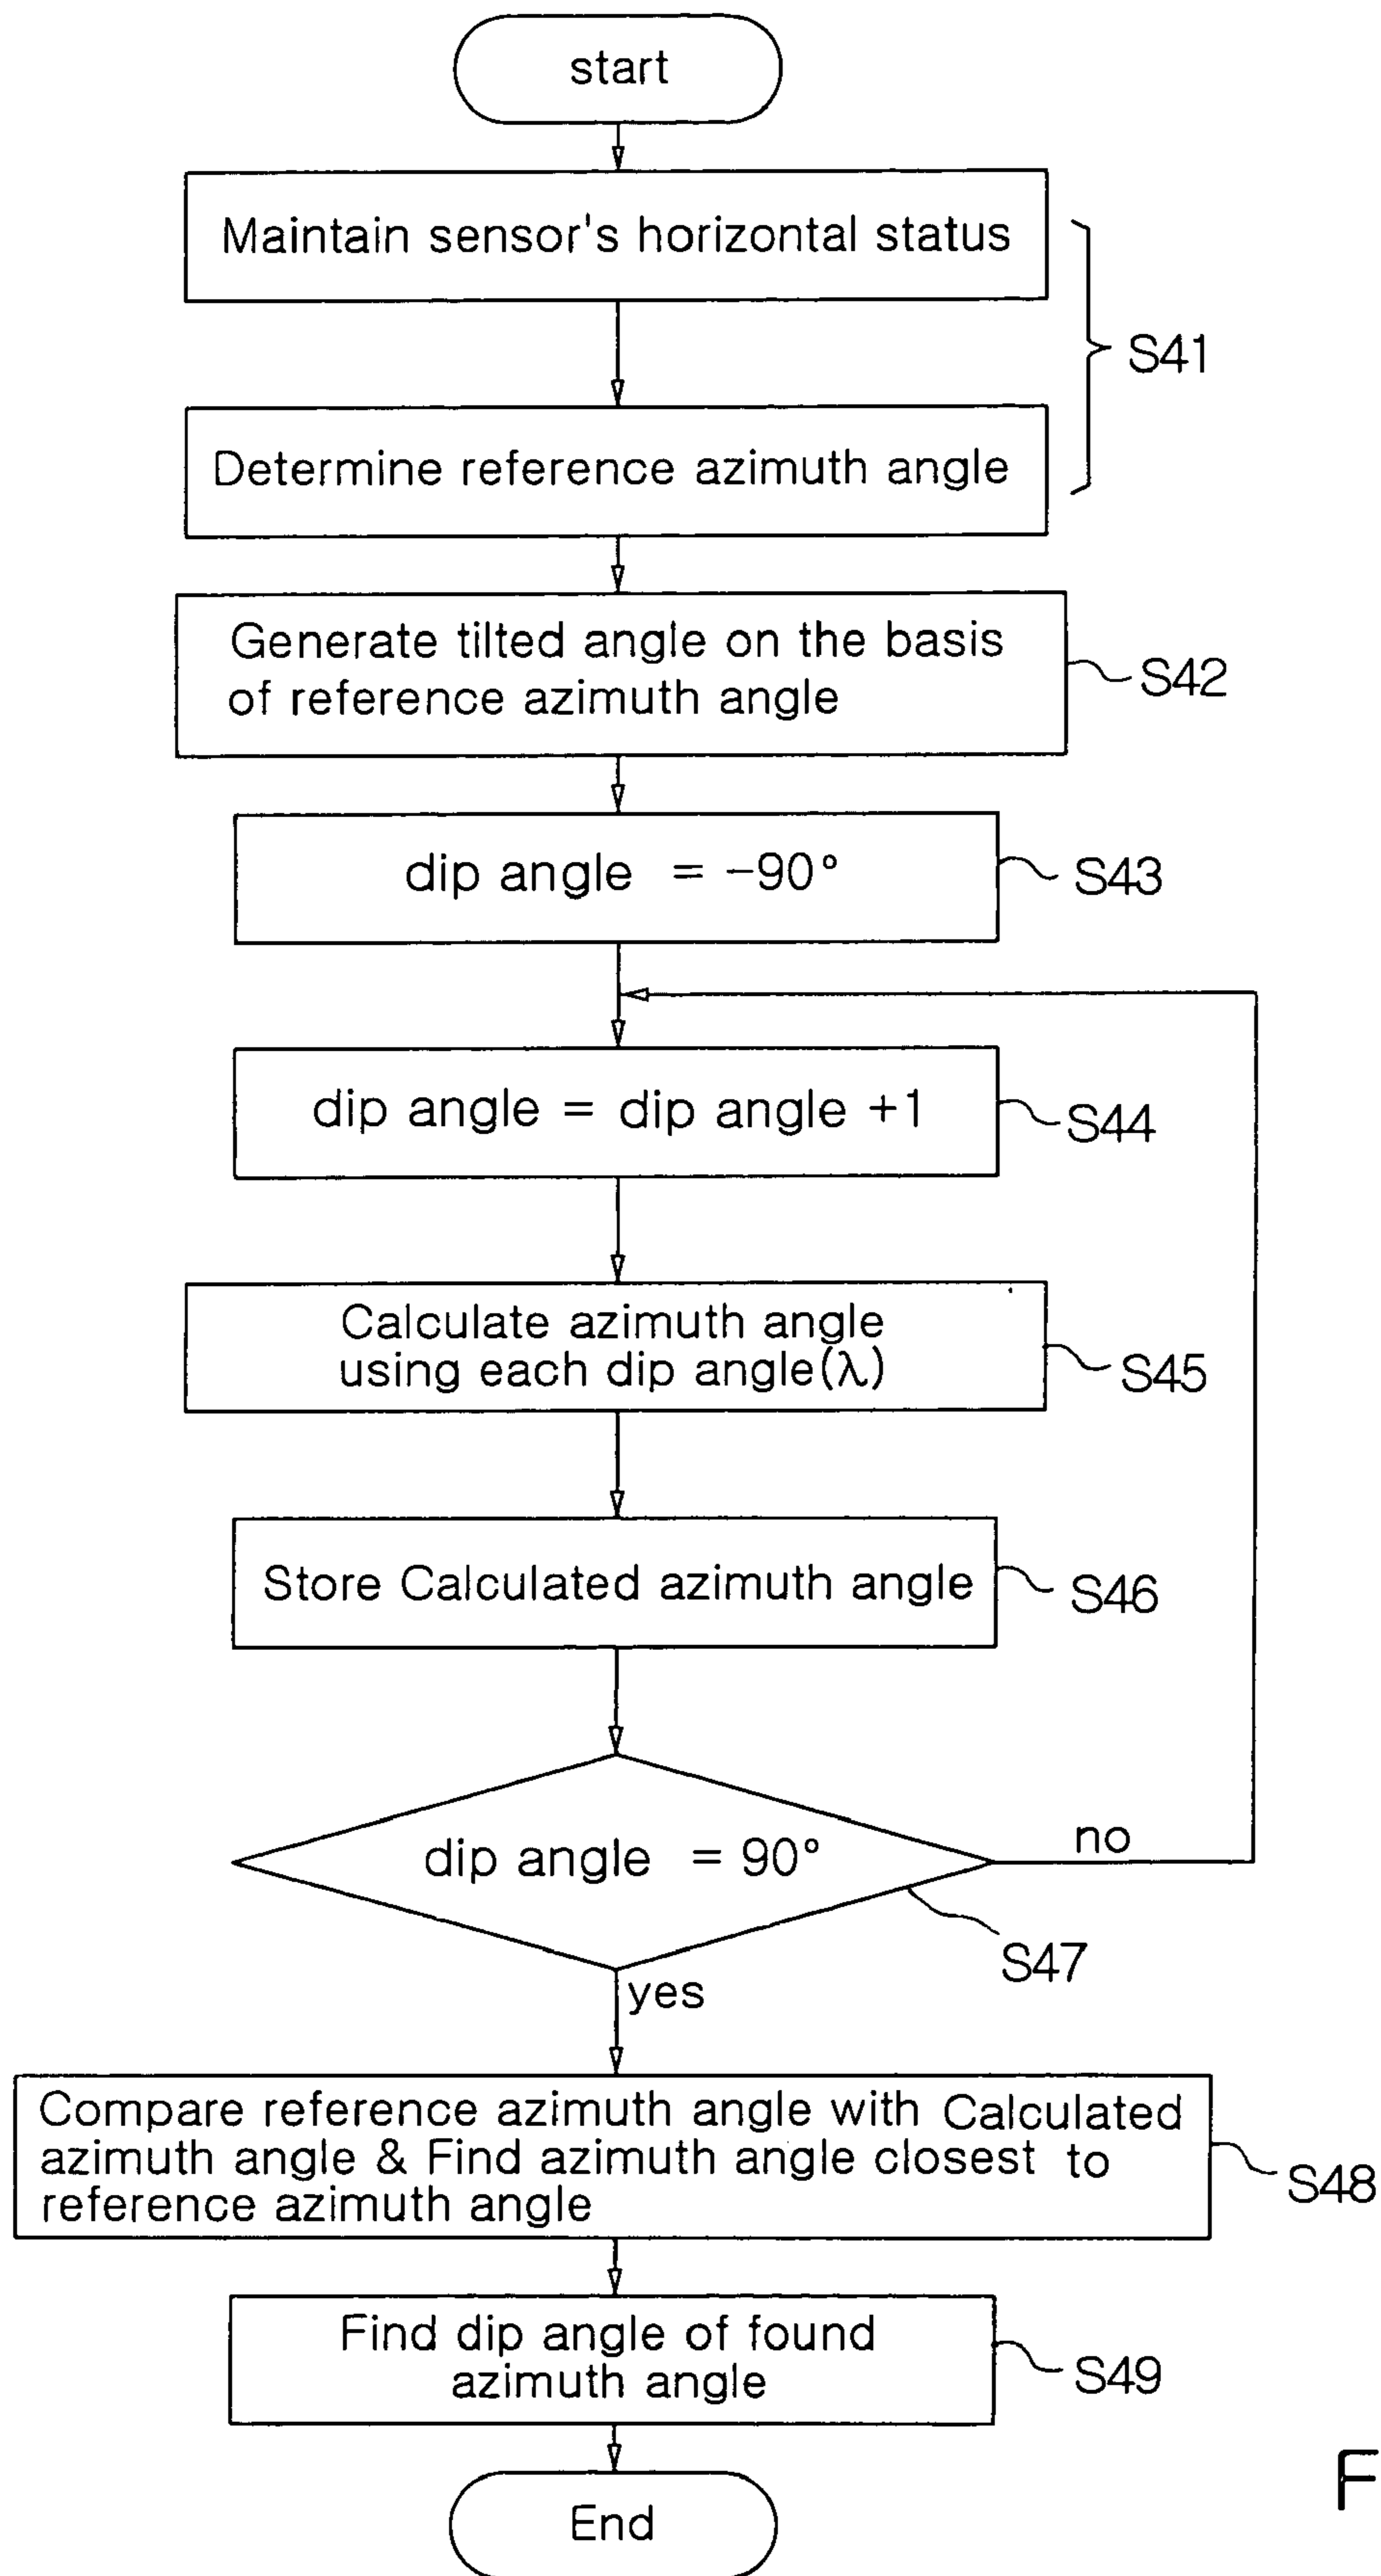 start
Maintain sensor's horizontal status
S41
Determine reference azimuth angle
Generate tilted angle on the basis
of reference azimuth angle
S42
dip angle = -90°
S43
dip angle = dip angle +1
S44
Calculate azimuth angle
using each dip angle(λ)
S45
Store Calculated azimuth angle
S46
dip angle = 90°
no
S47
yes
Compare reference azimuth angle with Calculated
azimuth angle & Find azimuth angle closest to
reference azimuth angle
S48
Find dip angle of found
azimuth angle
S49
End
F